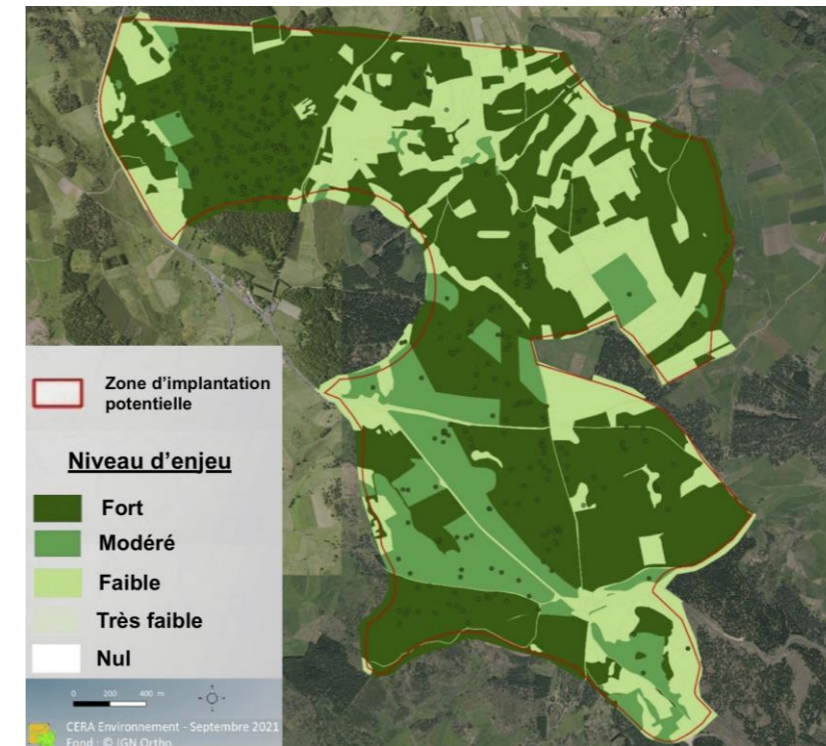 Zone d'implantation
potentielle
Niveau d'enjeu
Fort
Modéré
Faible
Très faible
Nul
0 200 400 m
CERA Environnement - Septembre 2021
Fond : © IGN Ortho